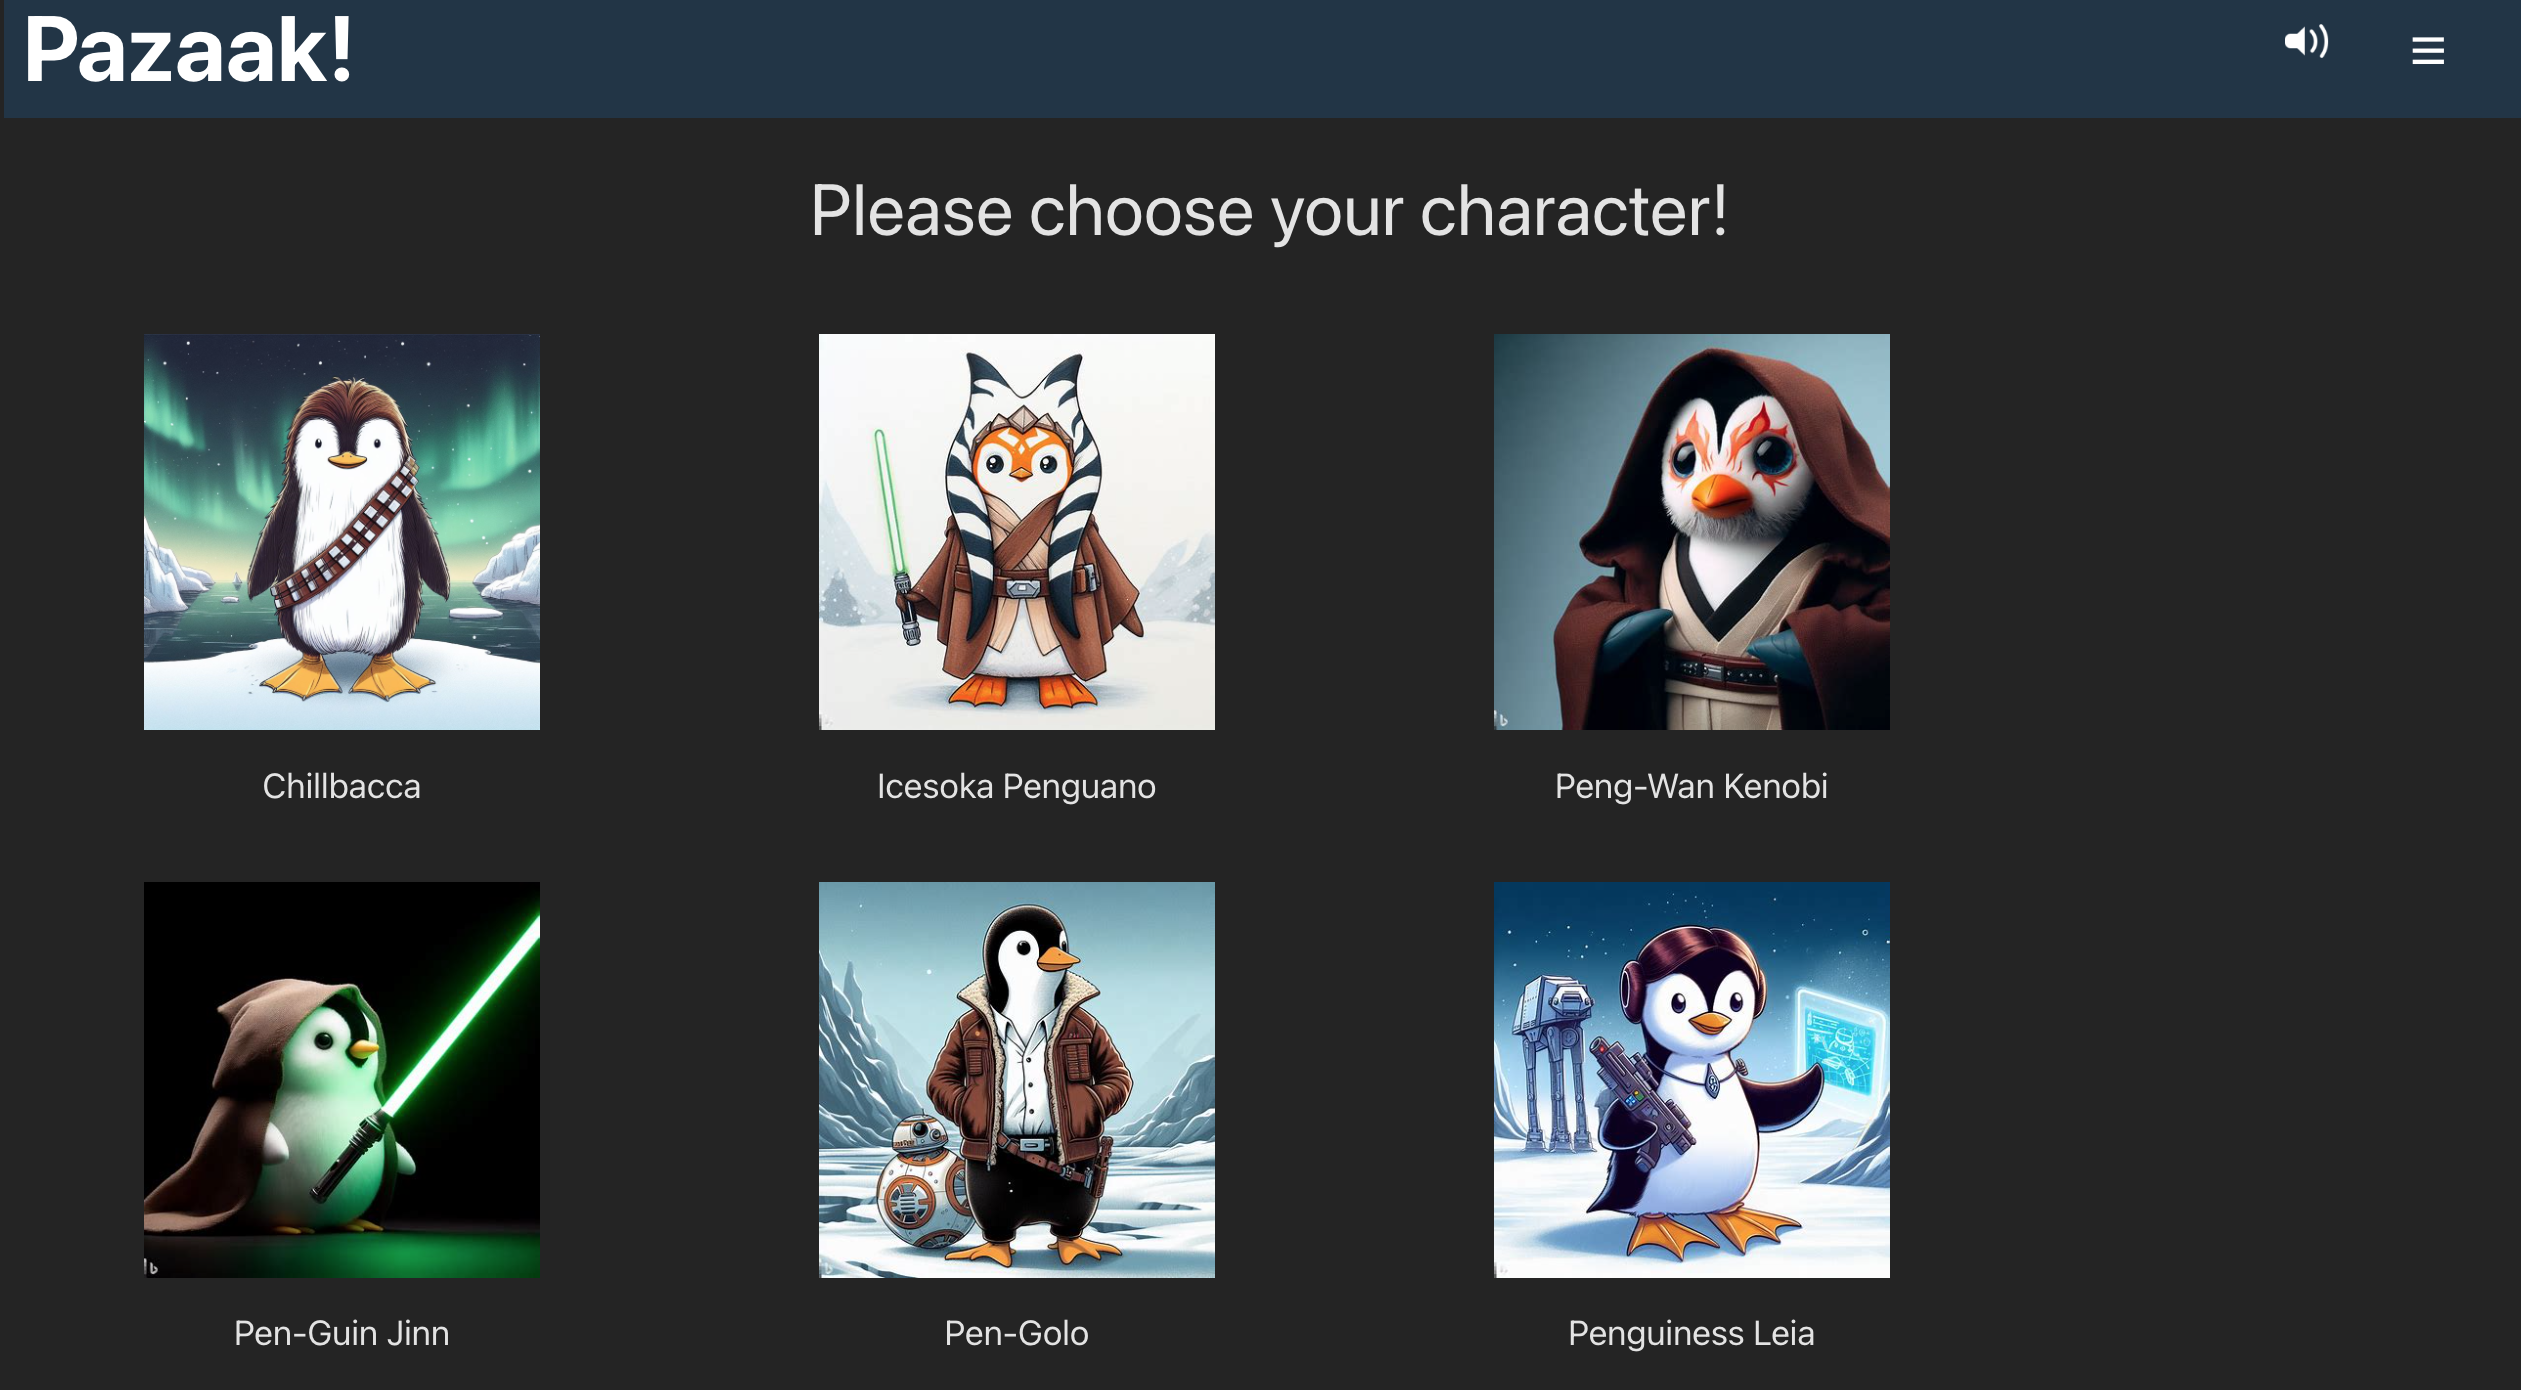 Pazaak!
Please choose your character!
Chillbacca
Icesoka Penguano
Peng-Wan Kenobi
Pen-Guin Jinn
Pen-Golo
Penguiness Leia